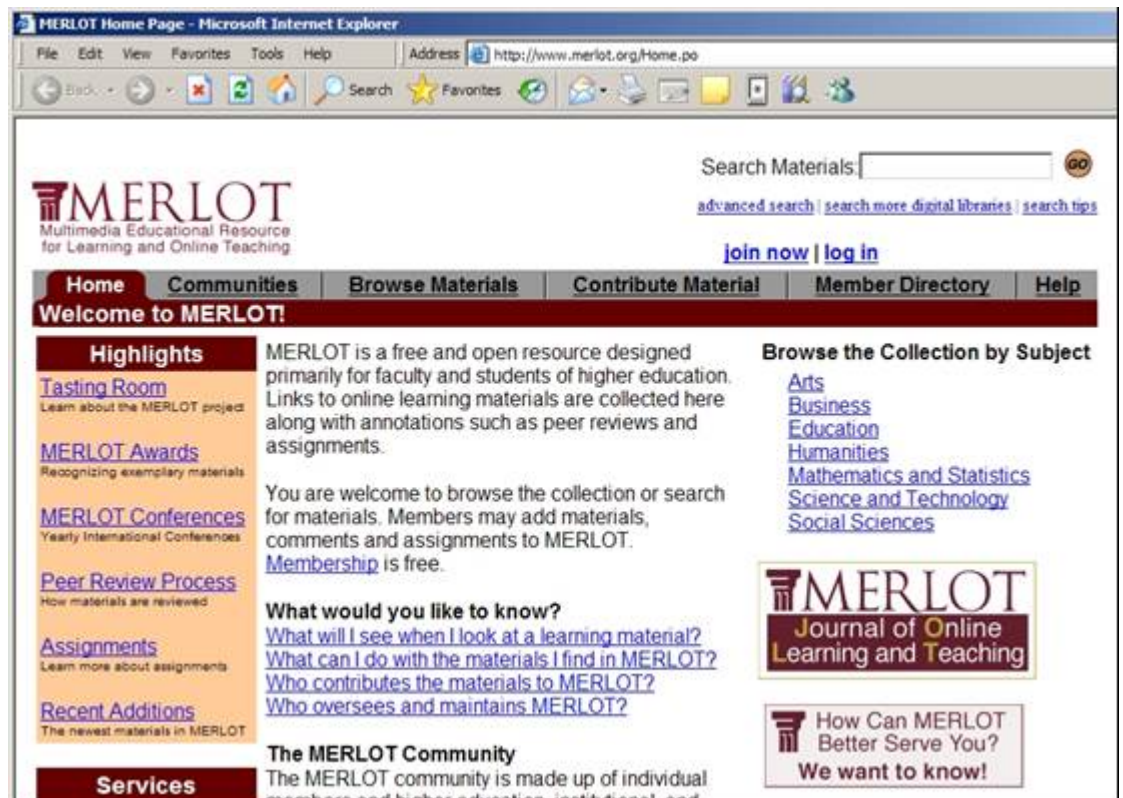 MERLOT Home Page - Microsoft Internet Explorer
File Edit View Favorites Tools Help Address http://www.merlot.org/Home.po
Back Search Favorites
Search Materials: GO
advanced search | search more digital libraries | search tips
MERLOT
Multimedia Educational Resource
for Learning and Online Teaching
join now | log in
Home Communities Browse Materials Contribute Material Member Directory Help
Welcome to MERLOT!
Highlights
Tasting Room
Learn about the MERLOT project
MERLOT Awards
Recognizing exemplary materials
MERLOT Conferences
Yearly International Conferences
Peer Review Process
How materials are reviewed
Assignments
Learn more about assignments
Recent Additions
The newest materials in MERLOT
Services
MERLOT is a free and open resource designed
primarily for faculty and students of higher education.
Links to online learning materials are collected here
along with annotations such as peer reviews and
assignments.
You are welcome to browse the collection or search
for materials. Members may add materials,
comments and assignments to MERLOT.
Membership is free.
What would you like to know?
What will I see when I look at a learning material?
What can I do with the materials I find in MERLOT?
Who contributes the materials to MERLOT?
Who oversees and maintains MERLOT?
The MERLOT Community
The MERLOT community is made up of individual
members and higher education, institutional, and
Browse the Collection by Subject
Arts
Business
Education
Humanities
Mathematics and Statistics
Science and Technology
Social Sciences
MERLOT
Journal of Online
Learning and Teaching
How Can MERLOT
Better Serve You?
We want to know!